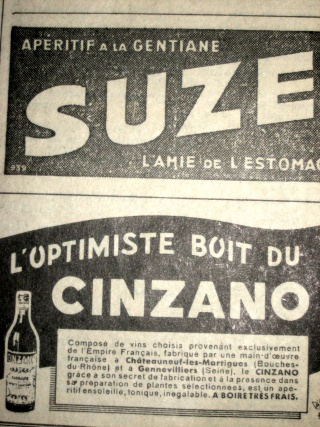 APÉRITIF A LA GENTIANE
SUZE
L'AMIE DE L'ESTOMAC
L'OPTIMISTE BOIT DU
CINZANO
CINZANO
Composé de vins choisis provenant exclusivement
de l'Empire Français, fabriqué par une main-d'œuvre
française à Châteauneuf-les-Martigues (Bouches-
du Rhône) et à Gennevilliers (Seine), le CINZANO
grâce à son secret de fabrication et à la présence dans
sa préparation de plantes sélectionnées, est un apé-
ritif ensoleillé, tonique, inégalable. A BOIRE TRÈS FRAIS.